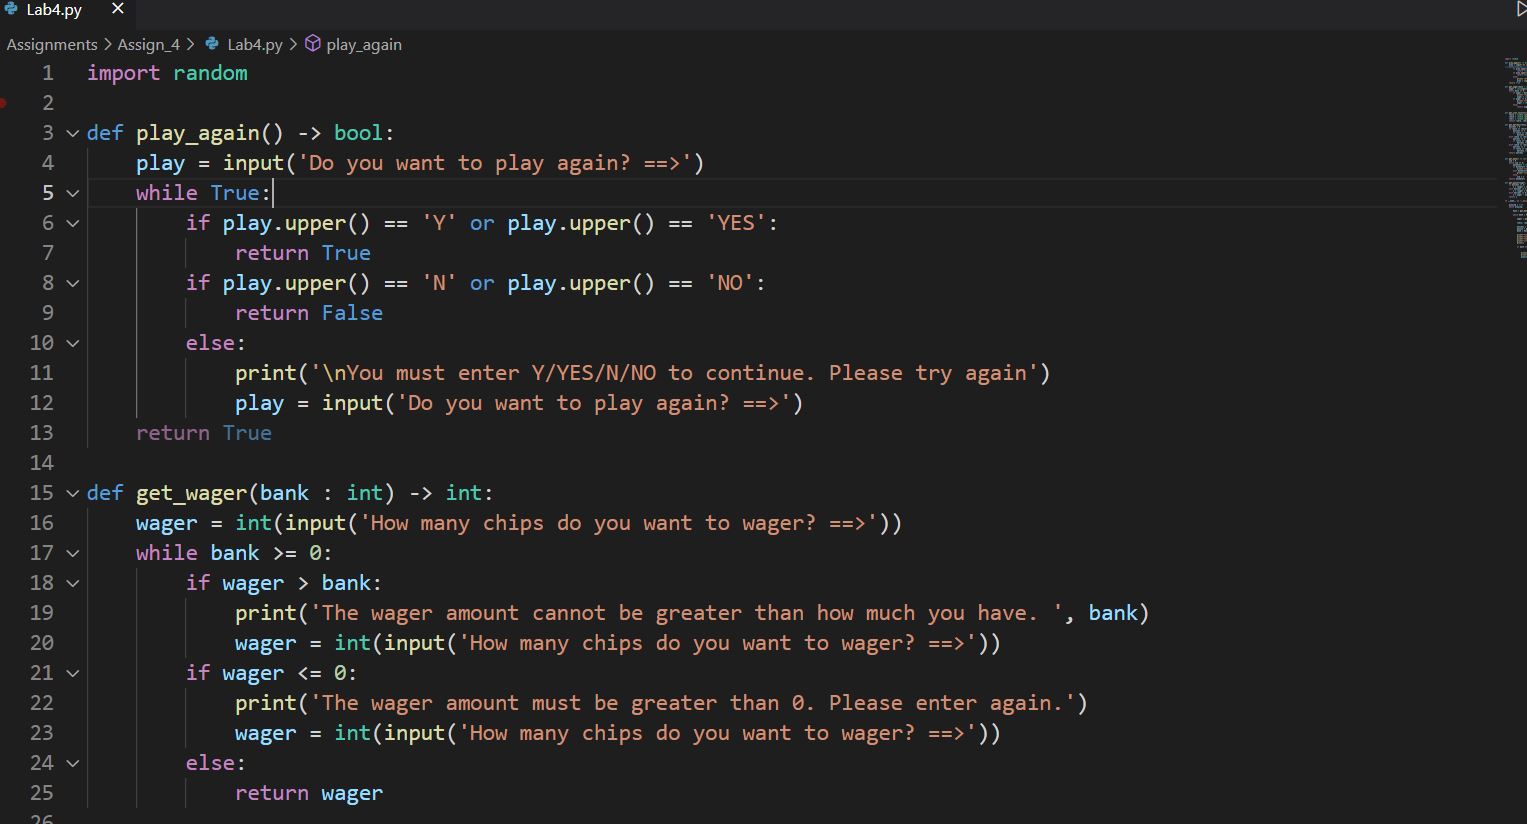 Lab4.py ×
Assignments > Assign_4 > Lab4.py > play_again
1 import random
2
3 def play_again() -> bool:
4     play = input('Do you want to play again? ==>')
5     while True:
6         if play.upper() == 'Y' or play.upper() == 'YES':
7             return True
8         if play.upper() == 'N' or play.upper() == 'NO':
9             return False
10         else:
11             print('\nYou must enter Y/YES/N/NO to continue. Please try again')
12             play = input('Do you want to play again? ==>')
13     return True
14
15 def get_wager(bank : int) -> int:
16     wager = int(input('How many chips do you want to wager? ==>'))
17     while bank >= 0:
18         if wager > bank:
19             print('The wager amount cannot be greater than how much you have. ', bank)
20             wager = int(input('How many chips do you want to wager? ==>'))
21         if wager <= 0:
22             print('The wager amount must be greater than 0. Please enter again.')
23             wager = int(input('How many chips do you want to wager? ==>'))
24         else:
25             return wager
26